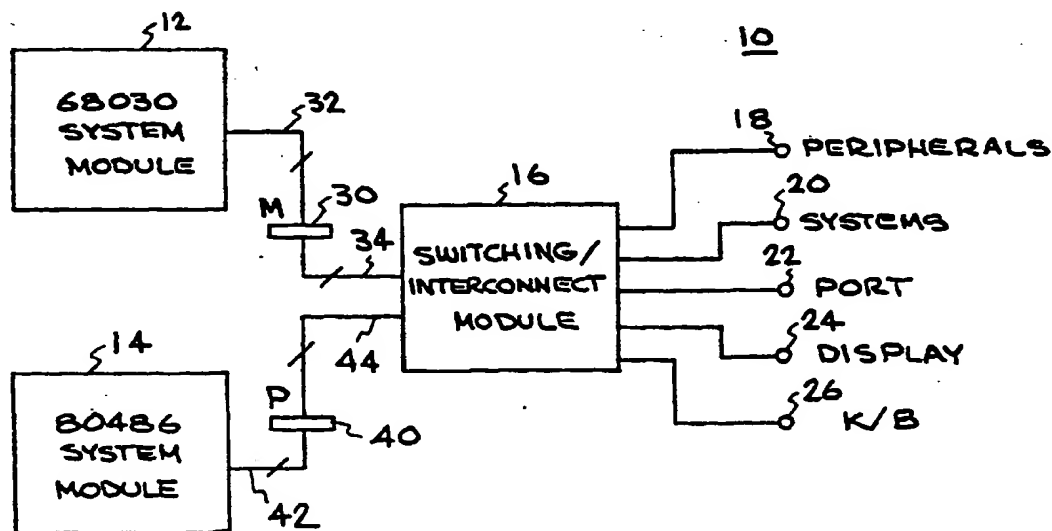 10
12
68030
SYSTEM
MODULE
32
M
30
34
16
SWITCHING/
INTERCONNECT
MODULE
18
PERIPHERALS
20
SYSTEMS
22
PORT
24
DISPLAY
26
K/B
14
80486
SYSTEM
MODULE
44
P
40
42